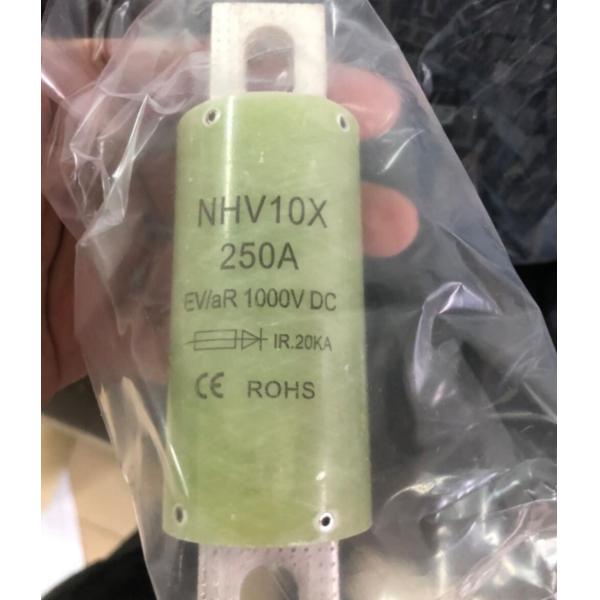 NHV10X
250A
EV/aR 1000V DC
IR.20KA
CE ROHS